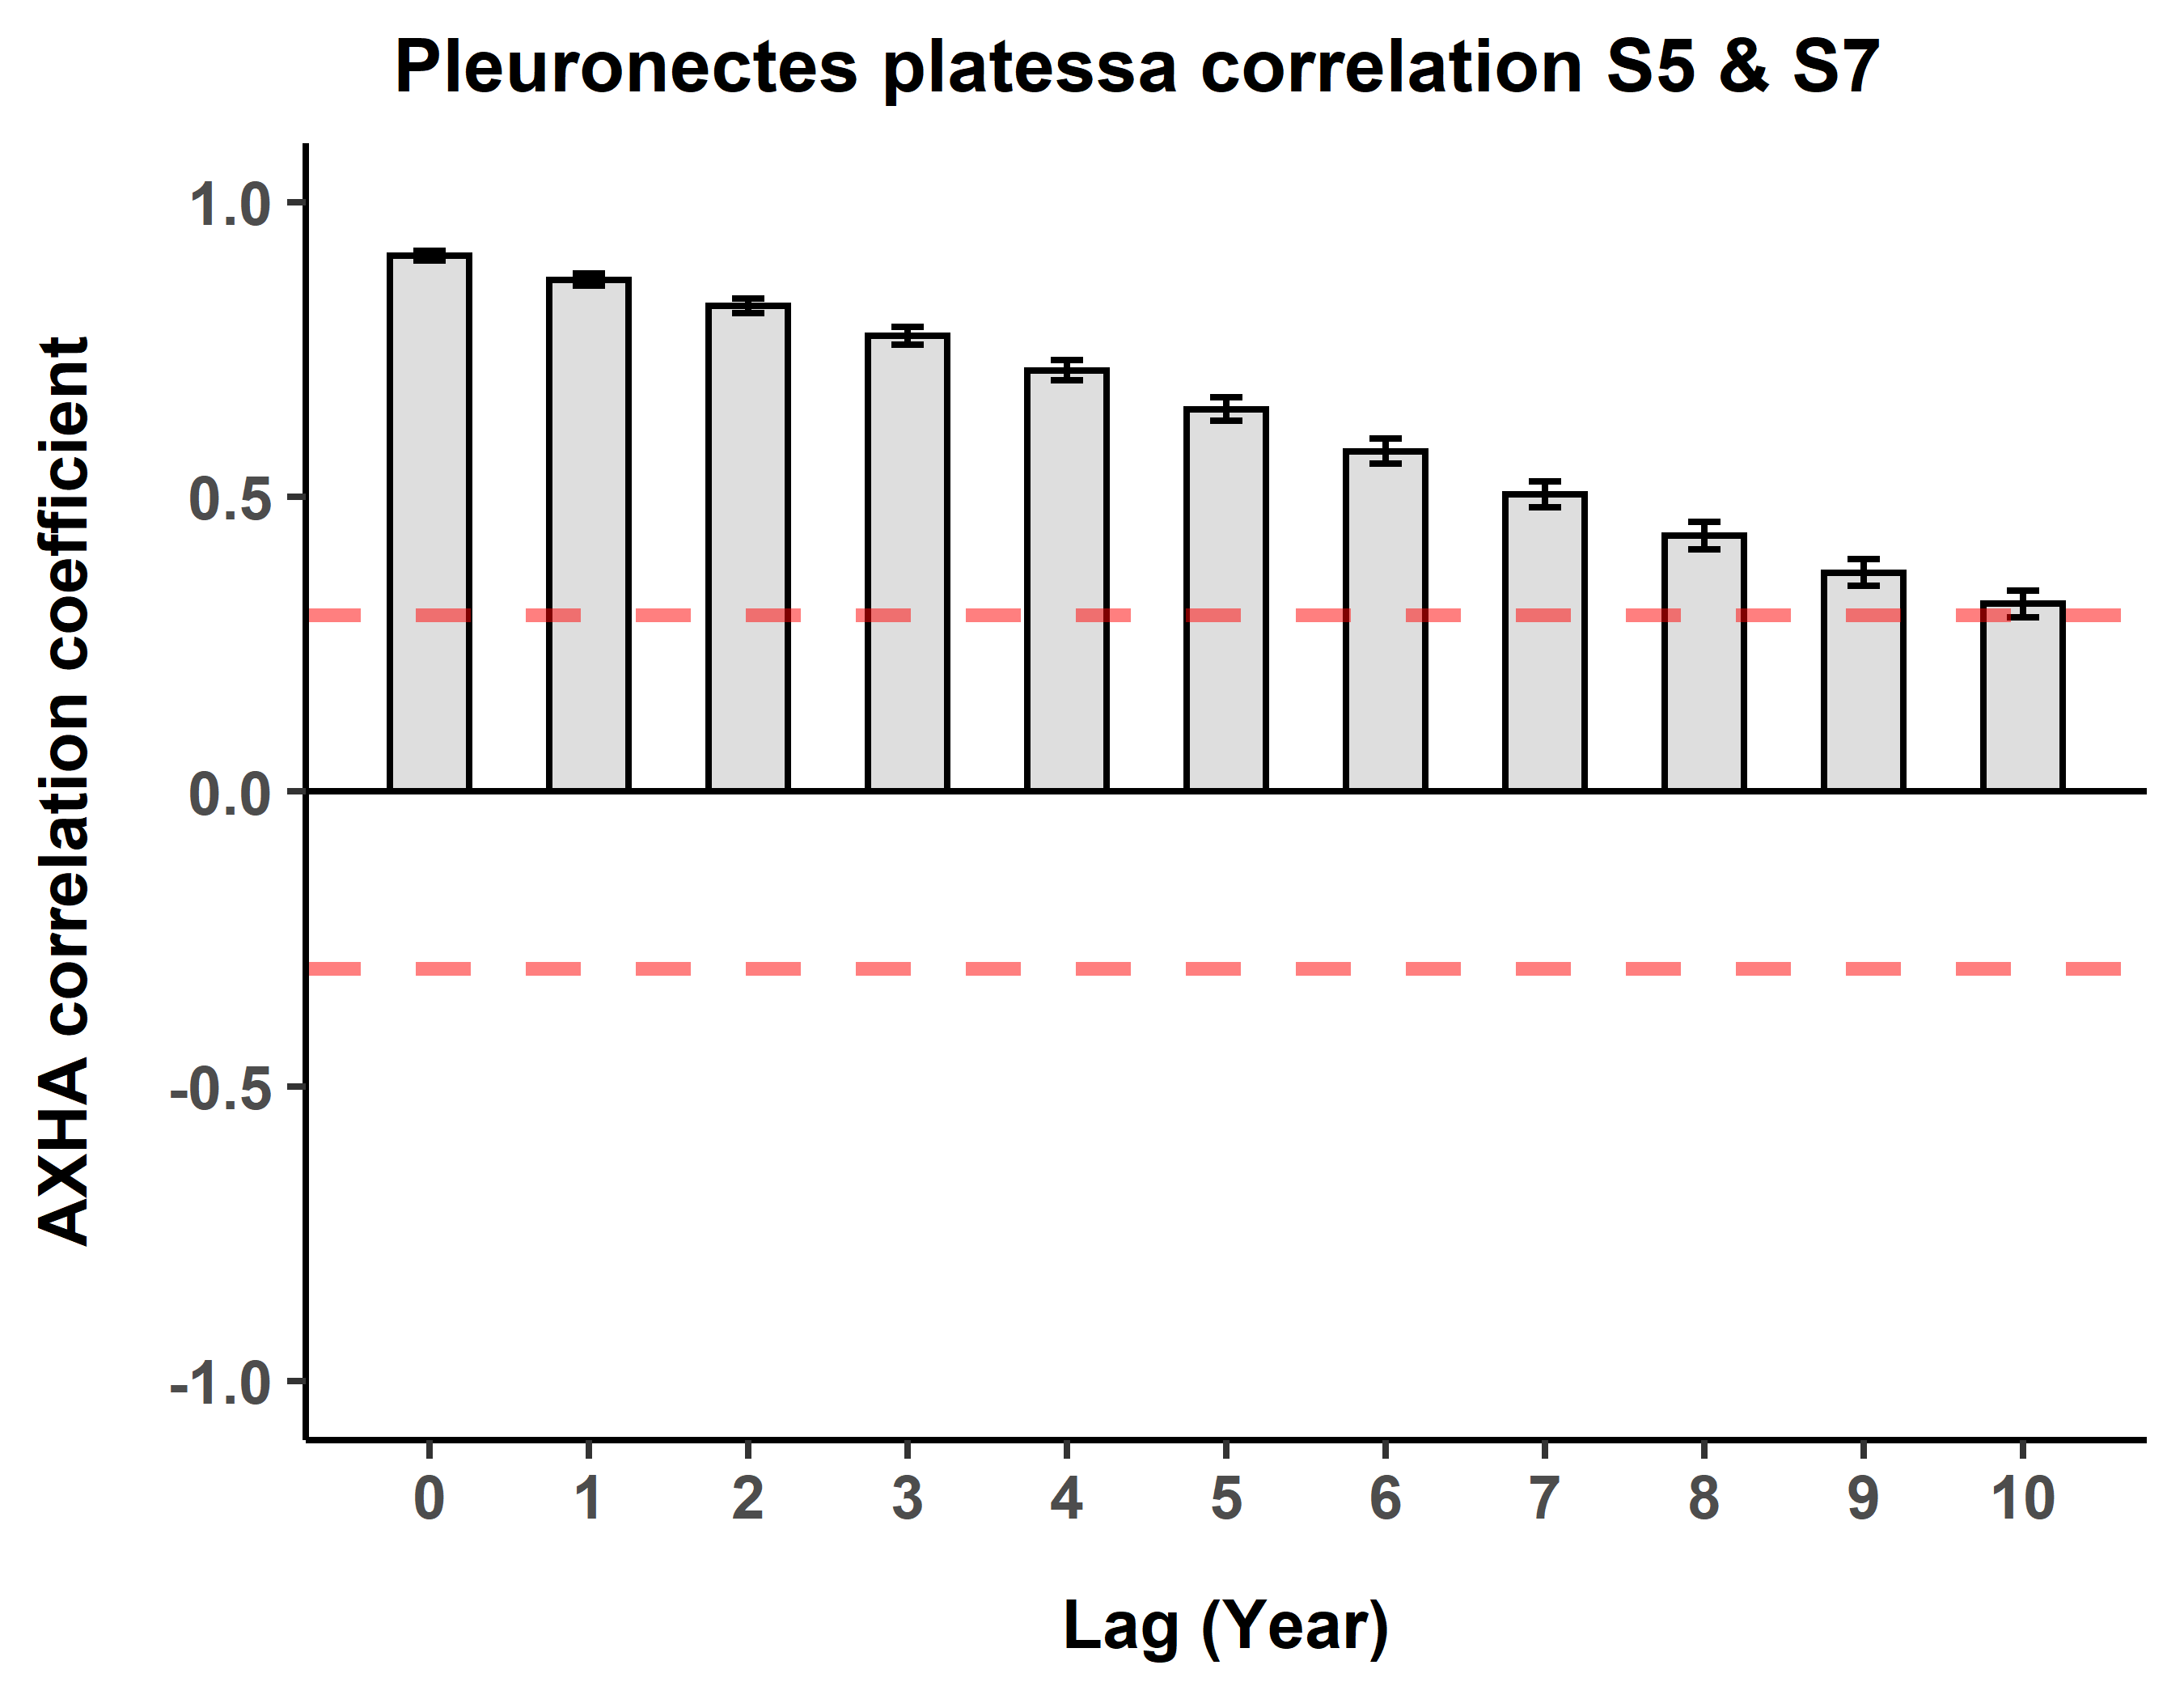 Pleuronectes platessa correlation S5 & S7
AXHA correlation coefficient
1.0
0.5
0.0
-0.5
-1.0
0 1 2 3 4 5 6 7 8 9 10
Lag (Year)